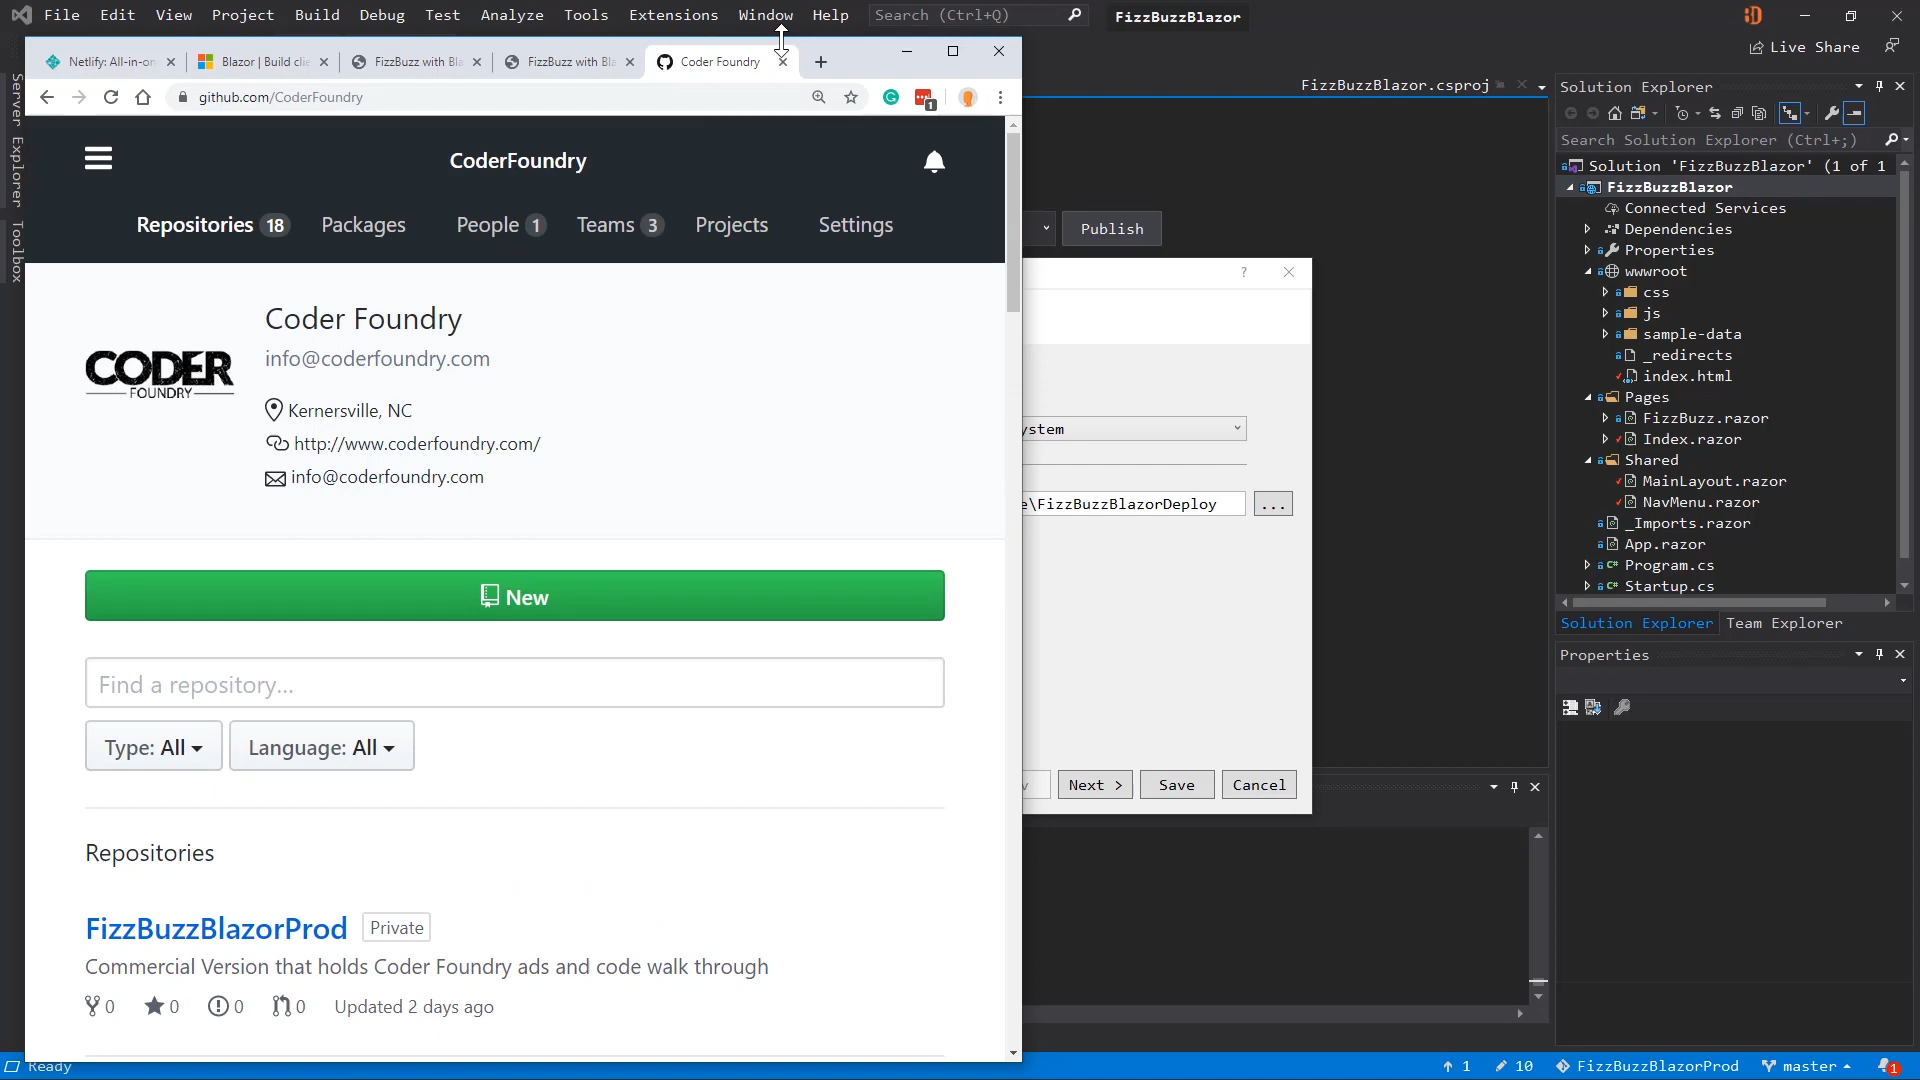 File Edit View Project Build Debug Test Analyze Tools Extensions Window Help Search (Ctrl+Q) FizzBuzzBlazor
Live Share
Netlify: All-in-on Blazor | Build clie FizzBuzz with Bla FizzBuzz with Bla Coder Foundry
github.com/CoderFoundry
1
CoderFoundry
Repositories 18 Packages People 1 Teams 3 Projects Settings
Coder Foundry
info@coderfoundry.com
CODER
FOUNDRY
Kernersville, NC
http://www.coderfoundry.com/
info@coderfoundry.com
New
Find a repository...
Type: All Language: All
Repositories
FizzBuzzBlazorProd Private
Commercial Version that holds Coder Foundry ads and code walk through
0 0 0 0 Updated 2 days ago
Server Explorer
Toolbox
FizzBuzzBlazor.csproj
Publish
?
ystem
e\FizzBuzzBlazorDeploy ...
v Next > Save Cancel
Solution Explorer
Search Solution Explorer (Ctrl+;)
Solution 'FizzBuzzBlazor' (1 of 1
FizzBuzzBlazor
Connected Services
Dependencies
Properties
wwwroot
css
js
sample-data
_redirects
index.html
Pages
FizzBuzz.razor
Index.razor
Shared
MainLayout.razor
NavMenu.razor
_Imports.razor
App.razor
Program.cs
Startup.cs
Solution Explorer Team Explorer
Properties
Ready 1 10 FizzBuzzBlazorProd master 1